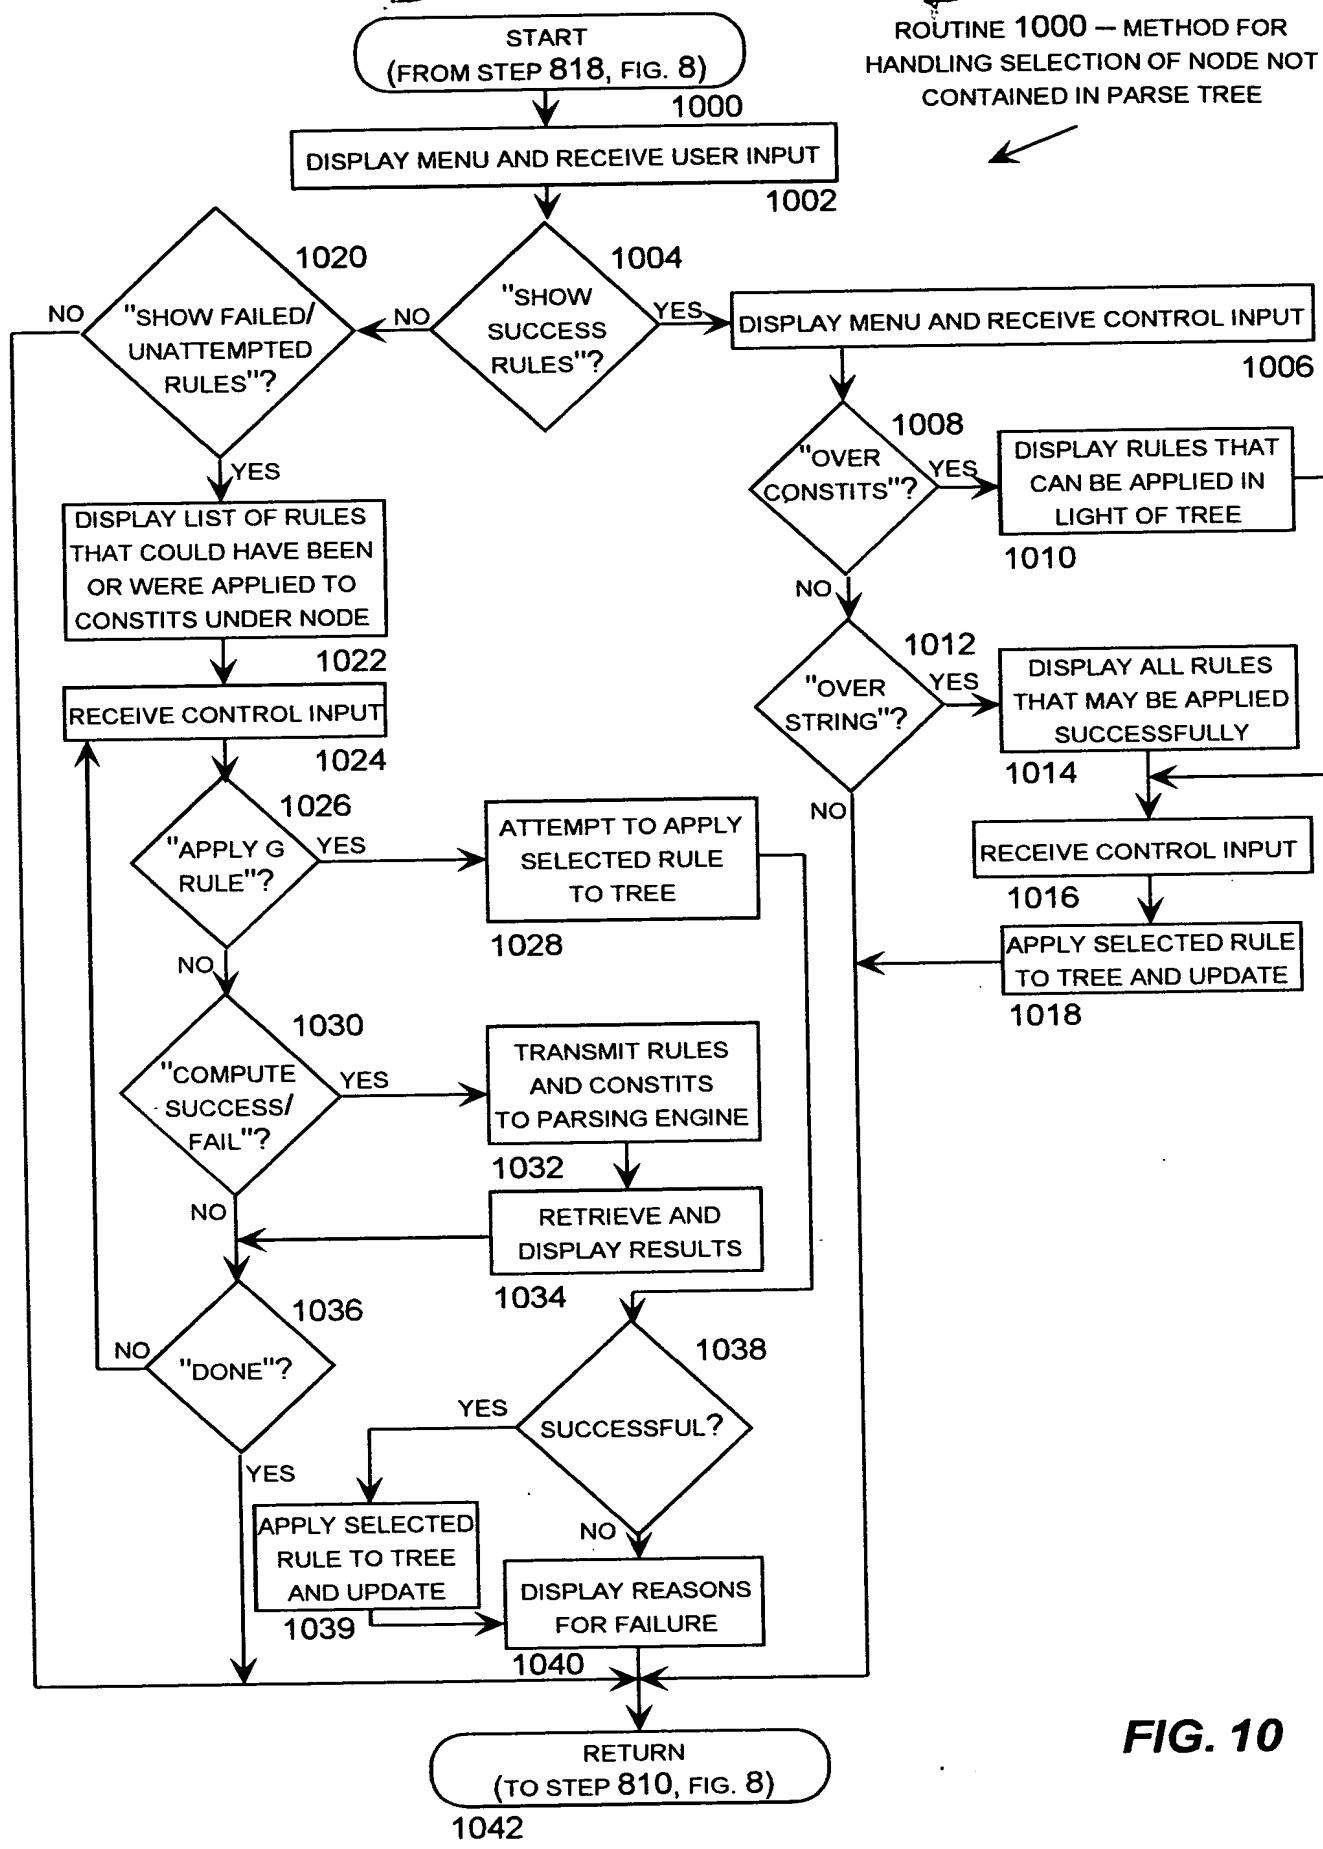 START
(FROM STEP 818, FIG. 8)
1000
ROUTINE 1000 — METHOD FOR
HANDLING SELECTION OF NODE NOT
CONTAINED IN PARSE TREE
DISPLAY MENU AND RECEIVE USER INPUT
1002
1020
"SHOW FAILED/
UNATTEMPTED
RULES"?
NO
YES
1004
"SHOW
SUCCESS
RULES"?
NO
YES
DISPLAY MENU AND RECEIVE CONTROL INPUT
1006
1008
"OVER
CONSTITS"?
YES
NO
DISPLAY RULES THAT
CAN BE APPLIED IN
LIGHT OF TREE
1010
1012
"OVER
STRING"?
YES
NO
DISPLAY ALL RULES
THAT MAY BE APPLIED
SUCCESSFULLY
1014
RECEIVE CONTROL INPUT
1016
APPLY SELECTED RULE
TO TREE AND UPDATE
1018
DISPLAY LIST OF RULES
THAT COULD HAVE BEEN
OR WERE APPLIED TO
CONSTITS UNDER NODE
1022
RECEIVE CONTROL INPUT
1024
1026
"APPLY G
RULE"?
YES
NO
ATTEMPT TO APPLY
SELECTED RULE
TO TREE
1028
1030
"COMPUTE
SUCCESS/
FAIL"?
YES
NO
TRANSMIT RULES
AND CONSTITS
TO PARSING ENGINE
1032
RETRIEVE AND
DISPLAY RESULTS
1034
1036
"DONE"?
NO
YES
1038
SUCCESSFUL?
YES
NO
APPLY SELECTED
RULE TO TREE
AND UPDATE
1039
DISPLAY REASONS
FOR FAILURE
1040
RETURN
(TO STEP 810, FIG. 8)
1042
FIG. 10